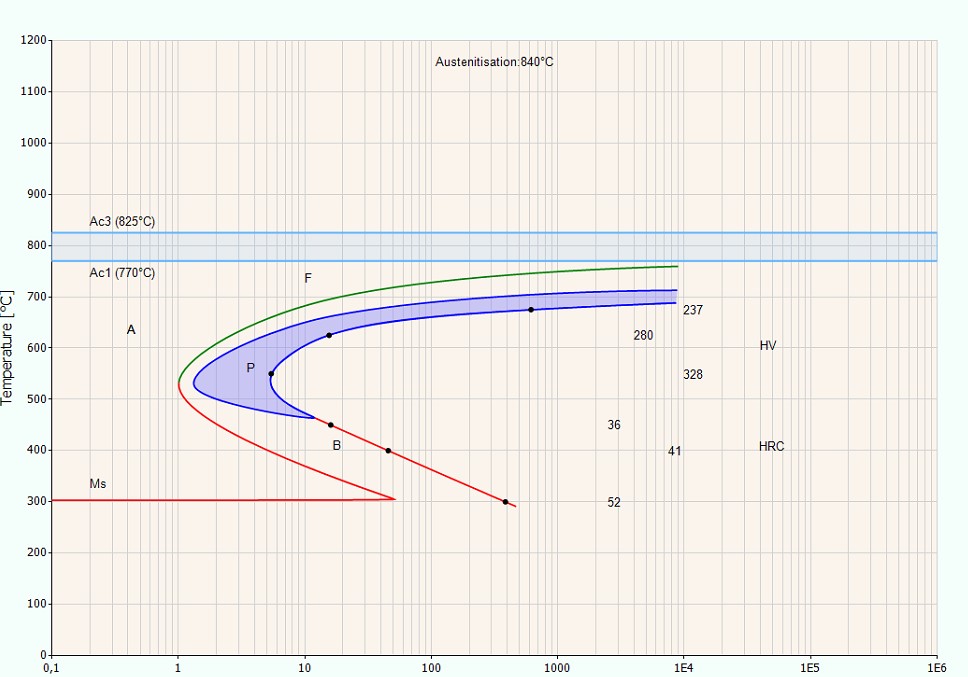 1200
Austenitisation:840°C
1100
1000
900
Ac3 (825°C)
800
Ac1 (770°C)
F
700
237
A
280
HV
600
P
328
500
36
B
41
HRC
400
Ms
300
52
200
100
0
Temperature [°C]
0,1 1 10 100 1000 1E4 1E5 1E6